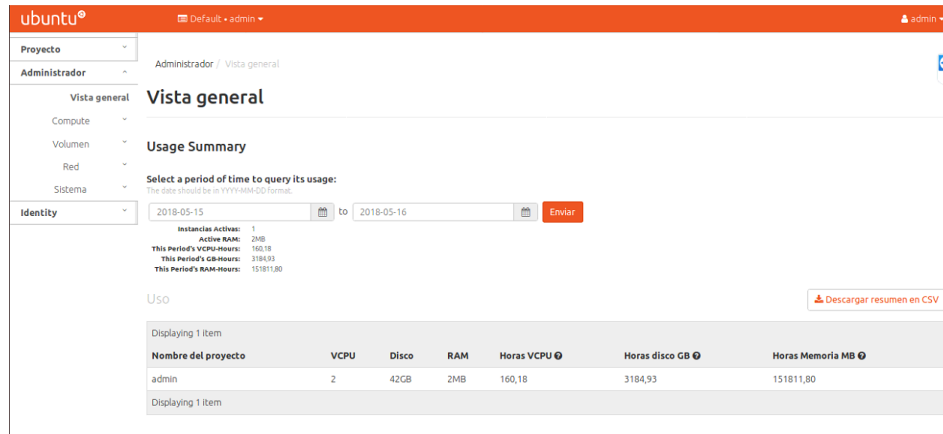 ubuntu®
Default • admin
admin
Proyecto
Administrador
Vista general
Compute
Volumen
Red
Sistema
Identity
Administrador / Vista general
Vista general
Usage Summary
Select a period of time to query its usage:
The date should be in YYYY-MM-DD format.
2018-05-15 to 2018-05-16 Enviar
Instancias Activas: 1
Active RAM: 2MB
This Period's VCPU-Hours: 160,18
This Period's GB-Hours: 3184,93
This Period's RAM-Hours: 151811,80
Uso
Descargar resumen en CSV
Displaying 1 item
Nombre del proyecto VCPU Disco RAM Horas VCPU Horas disco GB Horas Memoria MB
admin 2 42GB 2MB 160,18 3184,93 151811,80
Displaying 1 item